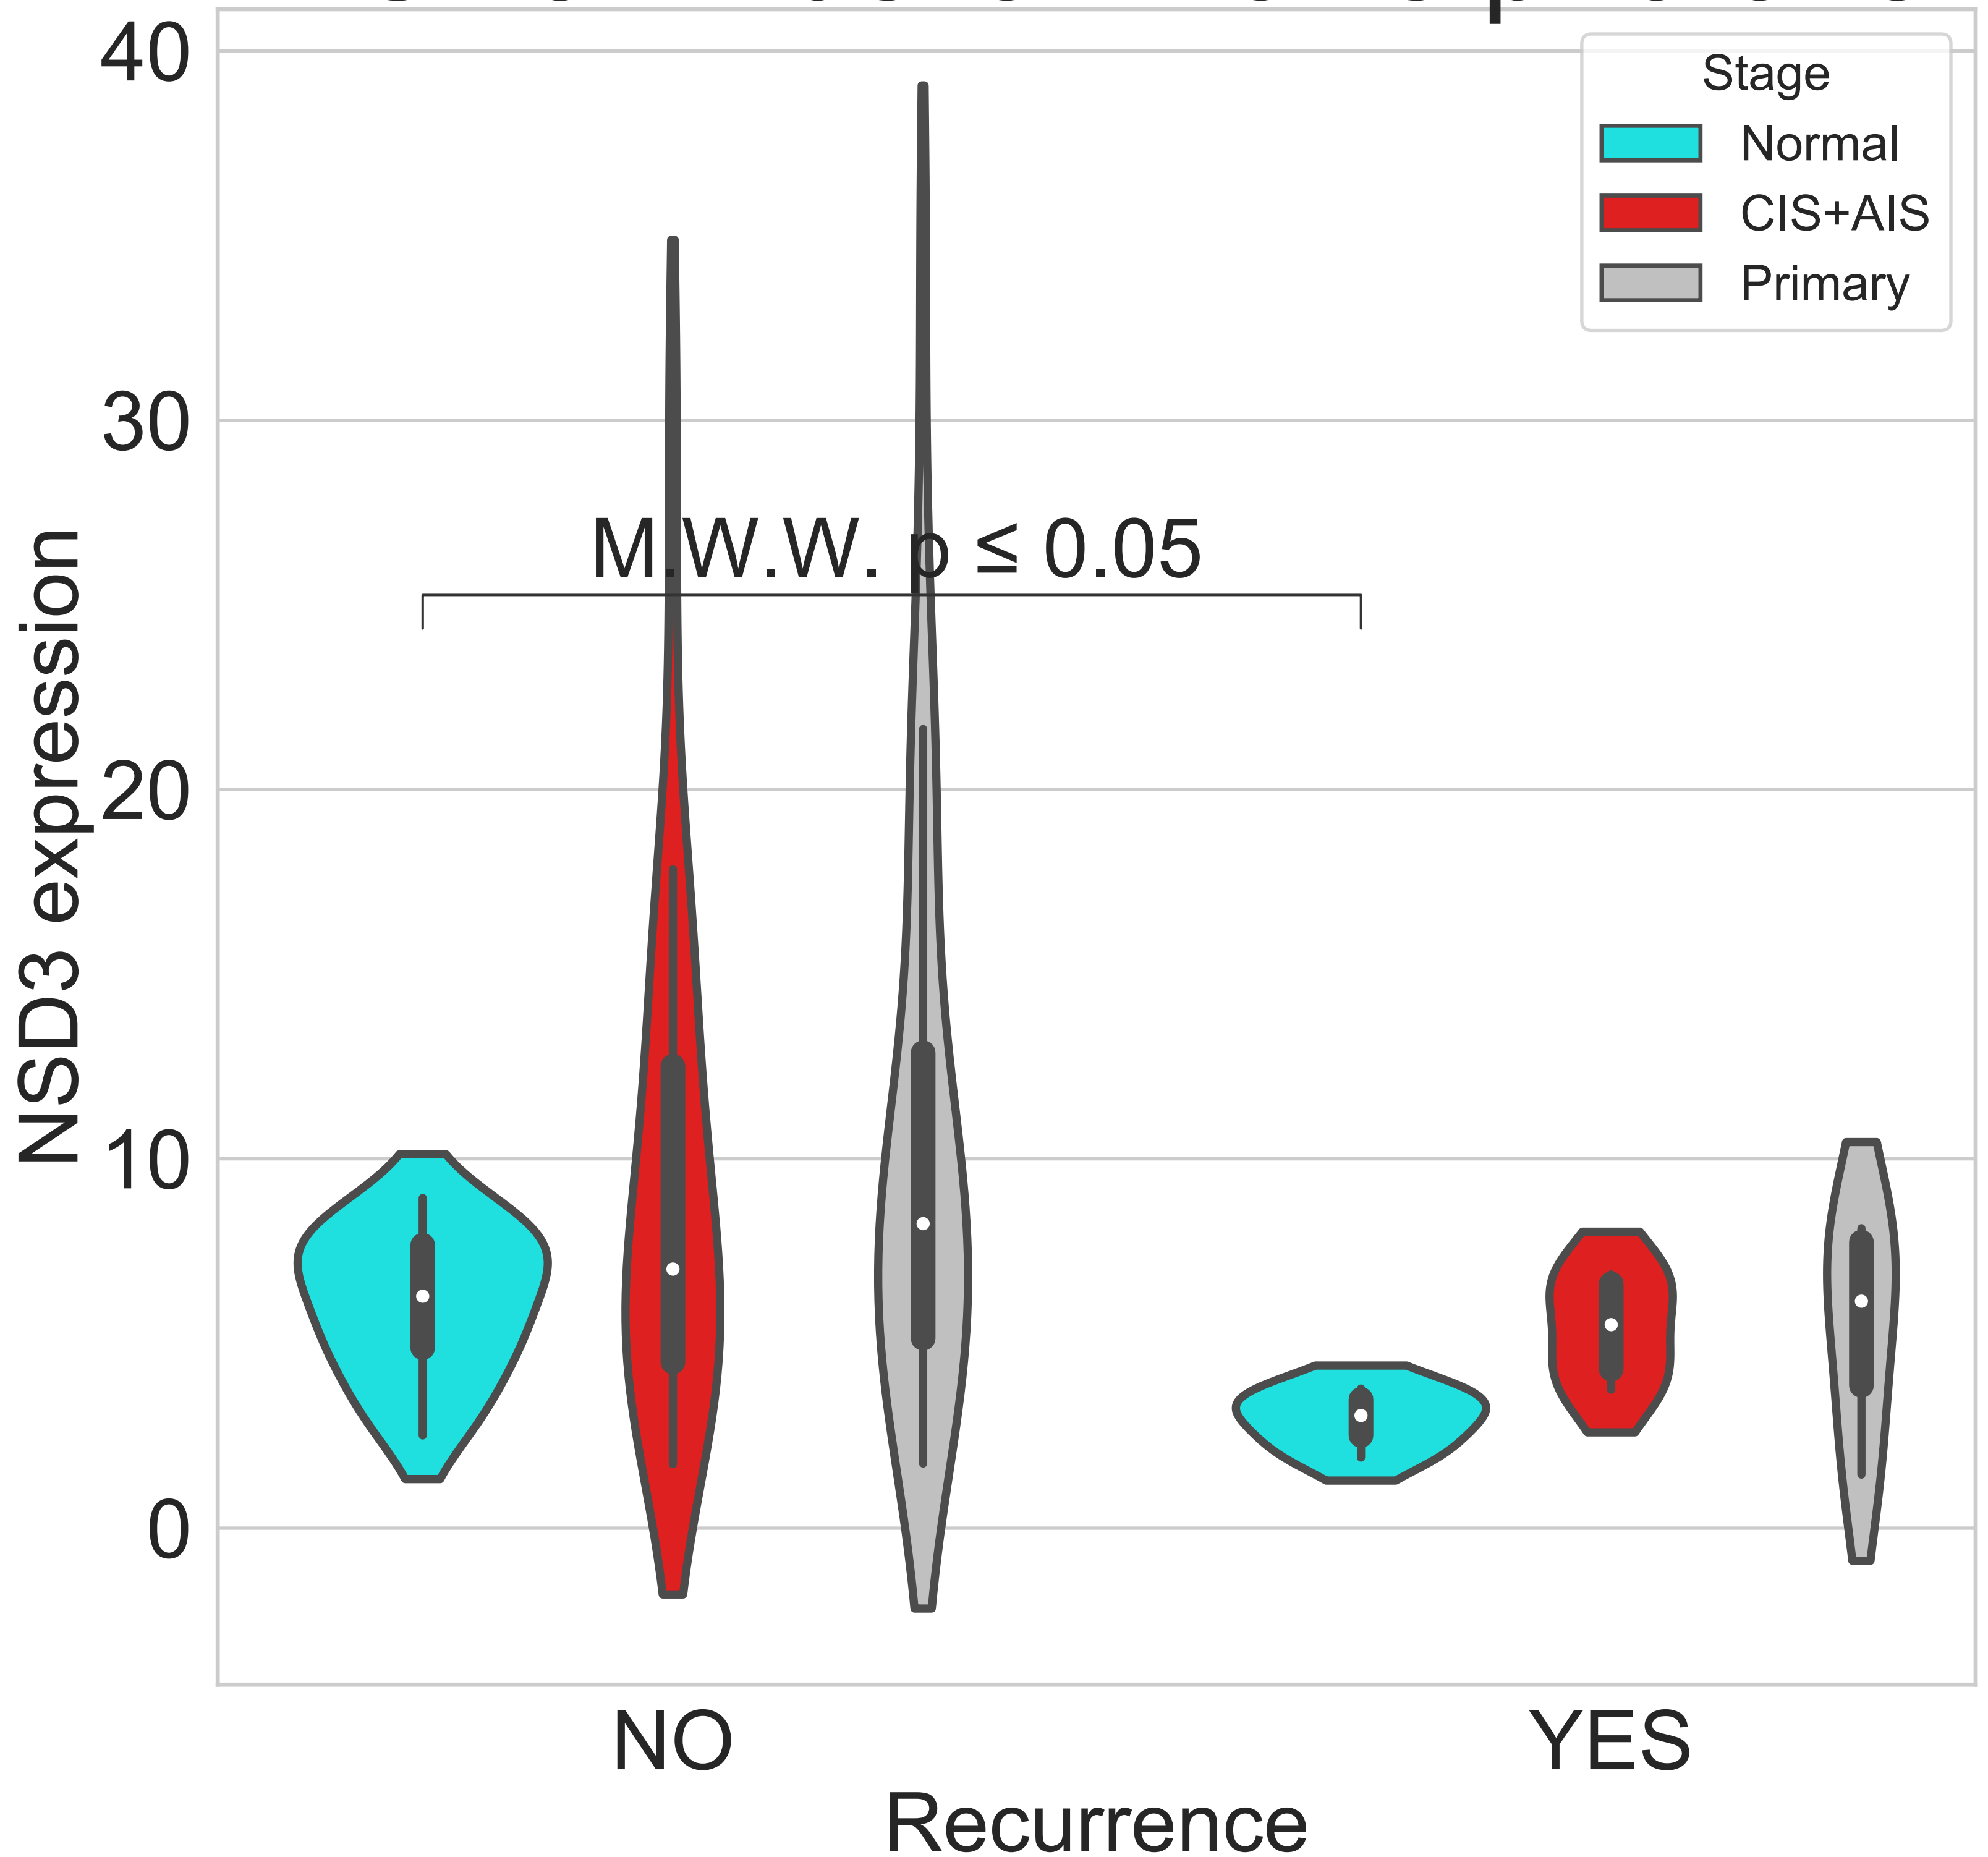 40
Stage
Normal
CIS+AIS
Primary
30
M.W.W. p ≤ 0.05
20
10
0
NSD3 expression
NO
YES
Recurrence